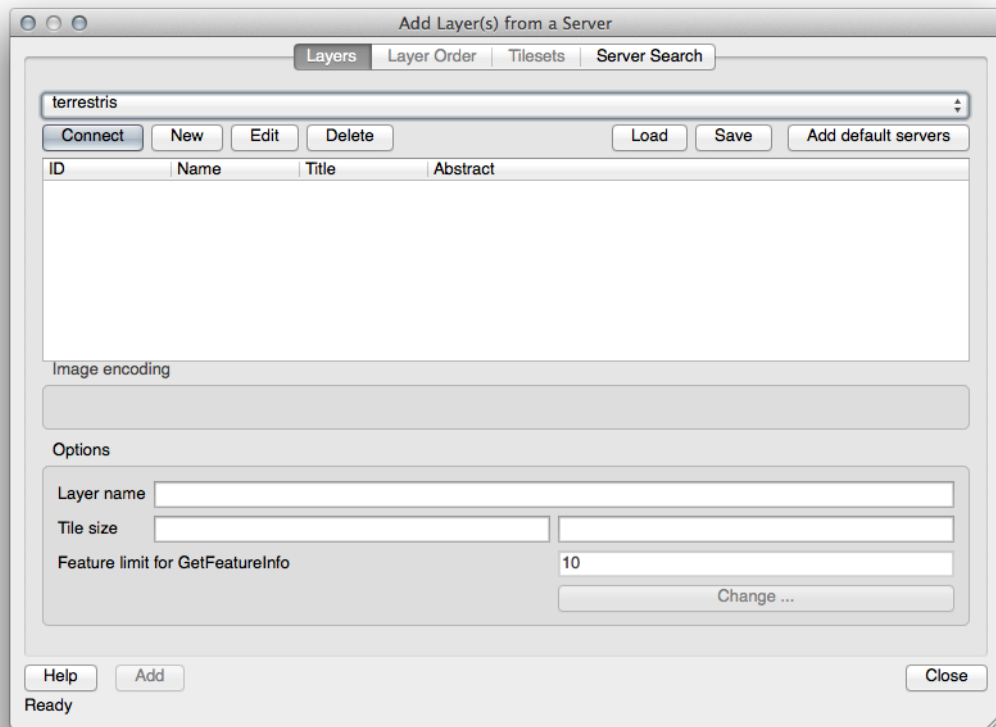 Add Layer(s) from a Server
Layers Layer Order Tilesets Server Search
terrestris
Connect New Edit Delete Load Save Add default servers
ID Name Title Abstract
Image encoding
Options
Layer name
Tile size
Feature limit for GetFeatureInfo 10
Change ...
Help Add Close
Ready